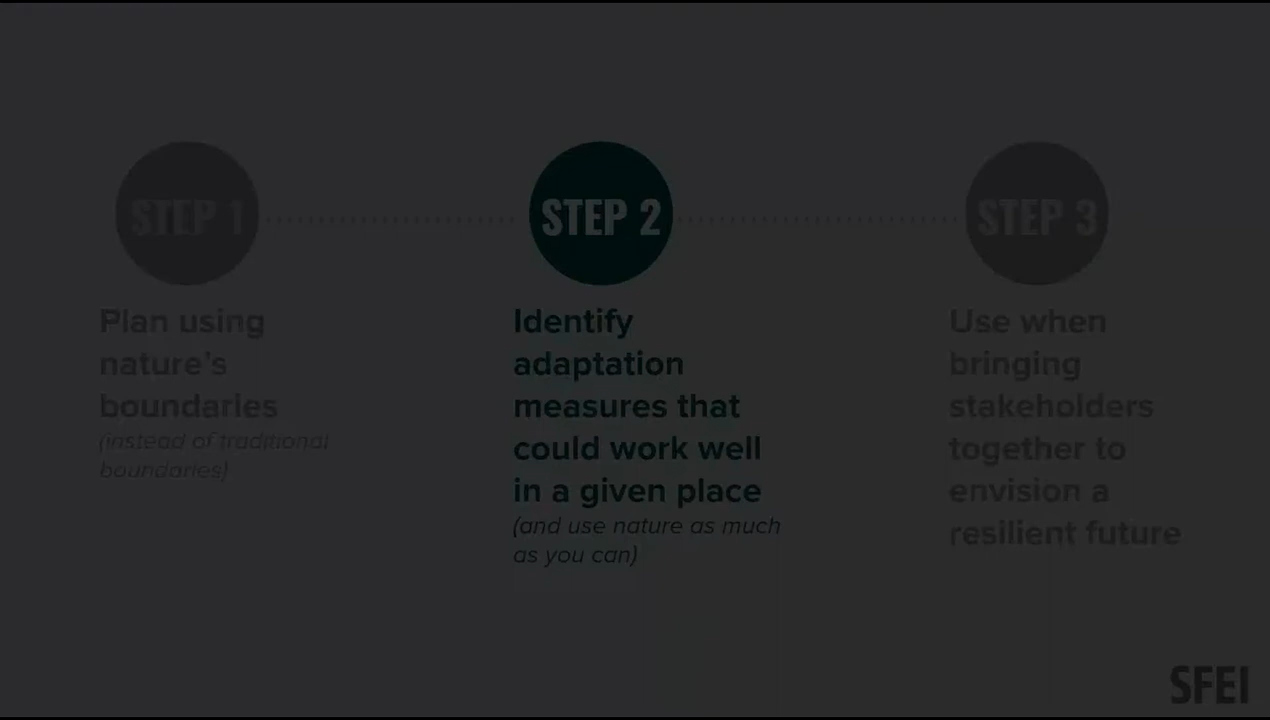 STEP 1
Plan using
nature's
boundaries
(instead of traditional
boundaries)
STEP 2
Identify
adaptation
measures that
could work well
in a given place
(and use nature as much
as you can)
STEP 3
Use when
bringing
stakeholders
together to
envision a
resilient future
SFEI